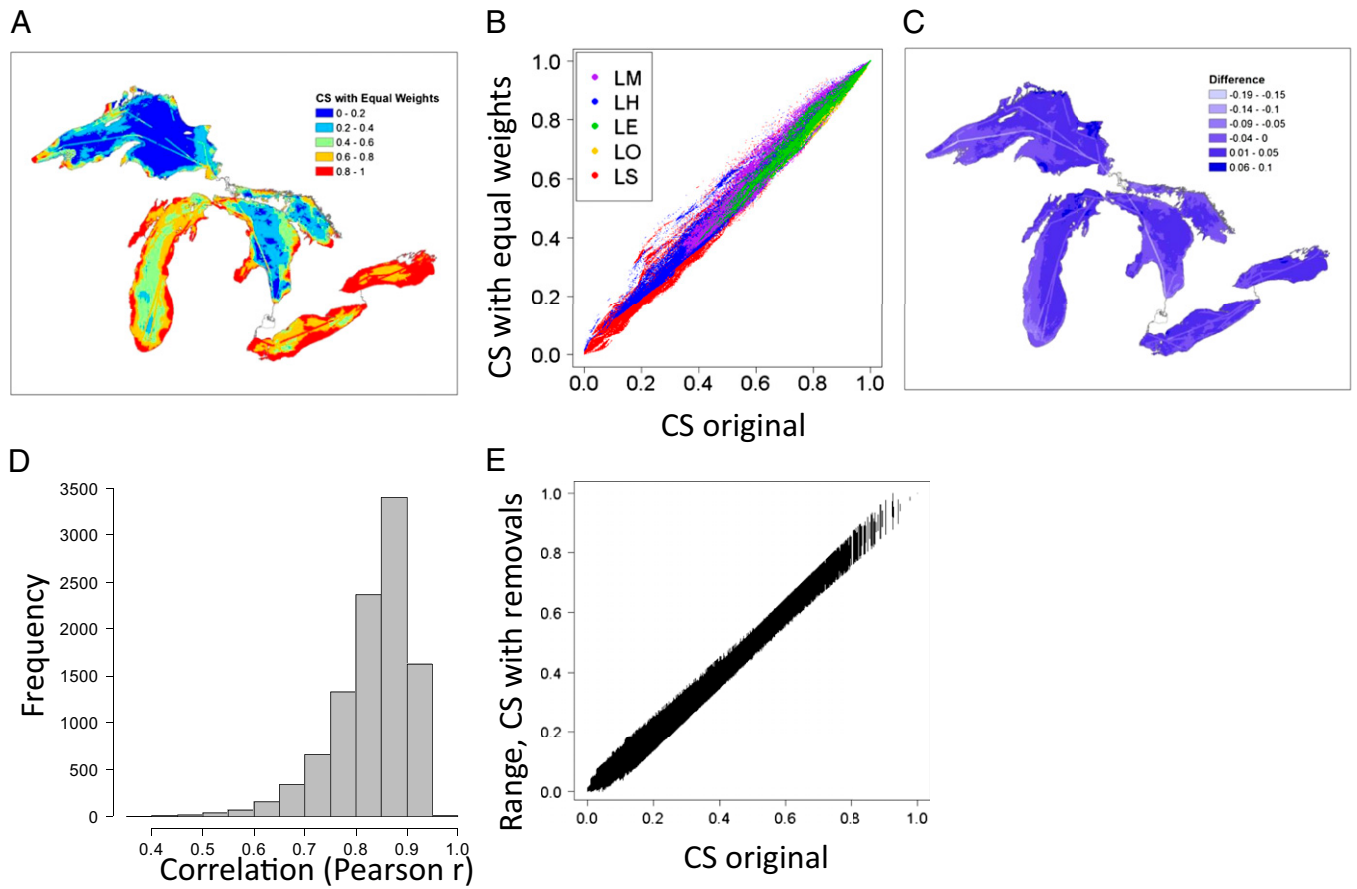 A
CS with Equal Weights
0 - 0.2
0.2 - 0.4
0.4 - 0.6
0.6 - 0.8
0.8 - 1
B
CS with equal weights
1.0
0.8
0.6
0.4
0.2
0.0
LM
LH
LE
LO
LS
0.0 0.2 0.4 0.6 0.8 1.0
CS original
C
Difference
-0.19 - -0.15
-0.14 - -0.1
-0.09 - -0.05
-0.04 - 0
0.01 - 0.05
0.06 - 0.1
D
Frequency
3500
3000
2500
2000
1500
1000
500
0
0.4 0.5 0.6 0.7 0.8 0.9 1.0
Correlation (Pearson r)
E
Range, CS with removals
1.0
0.8
0.6
0.4
0.2
0.0
0.0 0.2 0.4 0.6 0.8 1.0
CS original